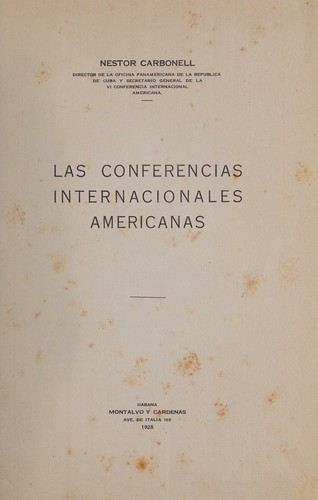 NESTOR CARBONELL
DIRECTOR DE LA OFICINA PANAMERICANA DE LA REPUBLICA
DE CUBA Y SECRETARIO GENERAL DE LA
VI CONFERENCIA INTERNACIONAL
AMERICANA.
LAS CONFERENCIAS
INTERNACIONALES
AMERICANAS
HABANA
MONTALVO Y CARDENAS
AVE. DE ITALIA
1928